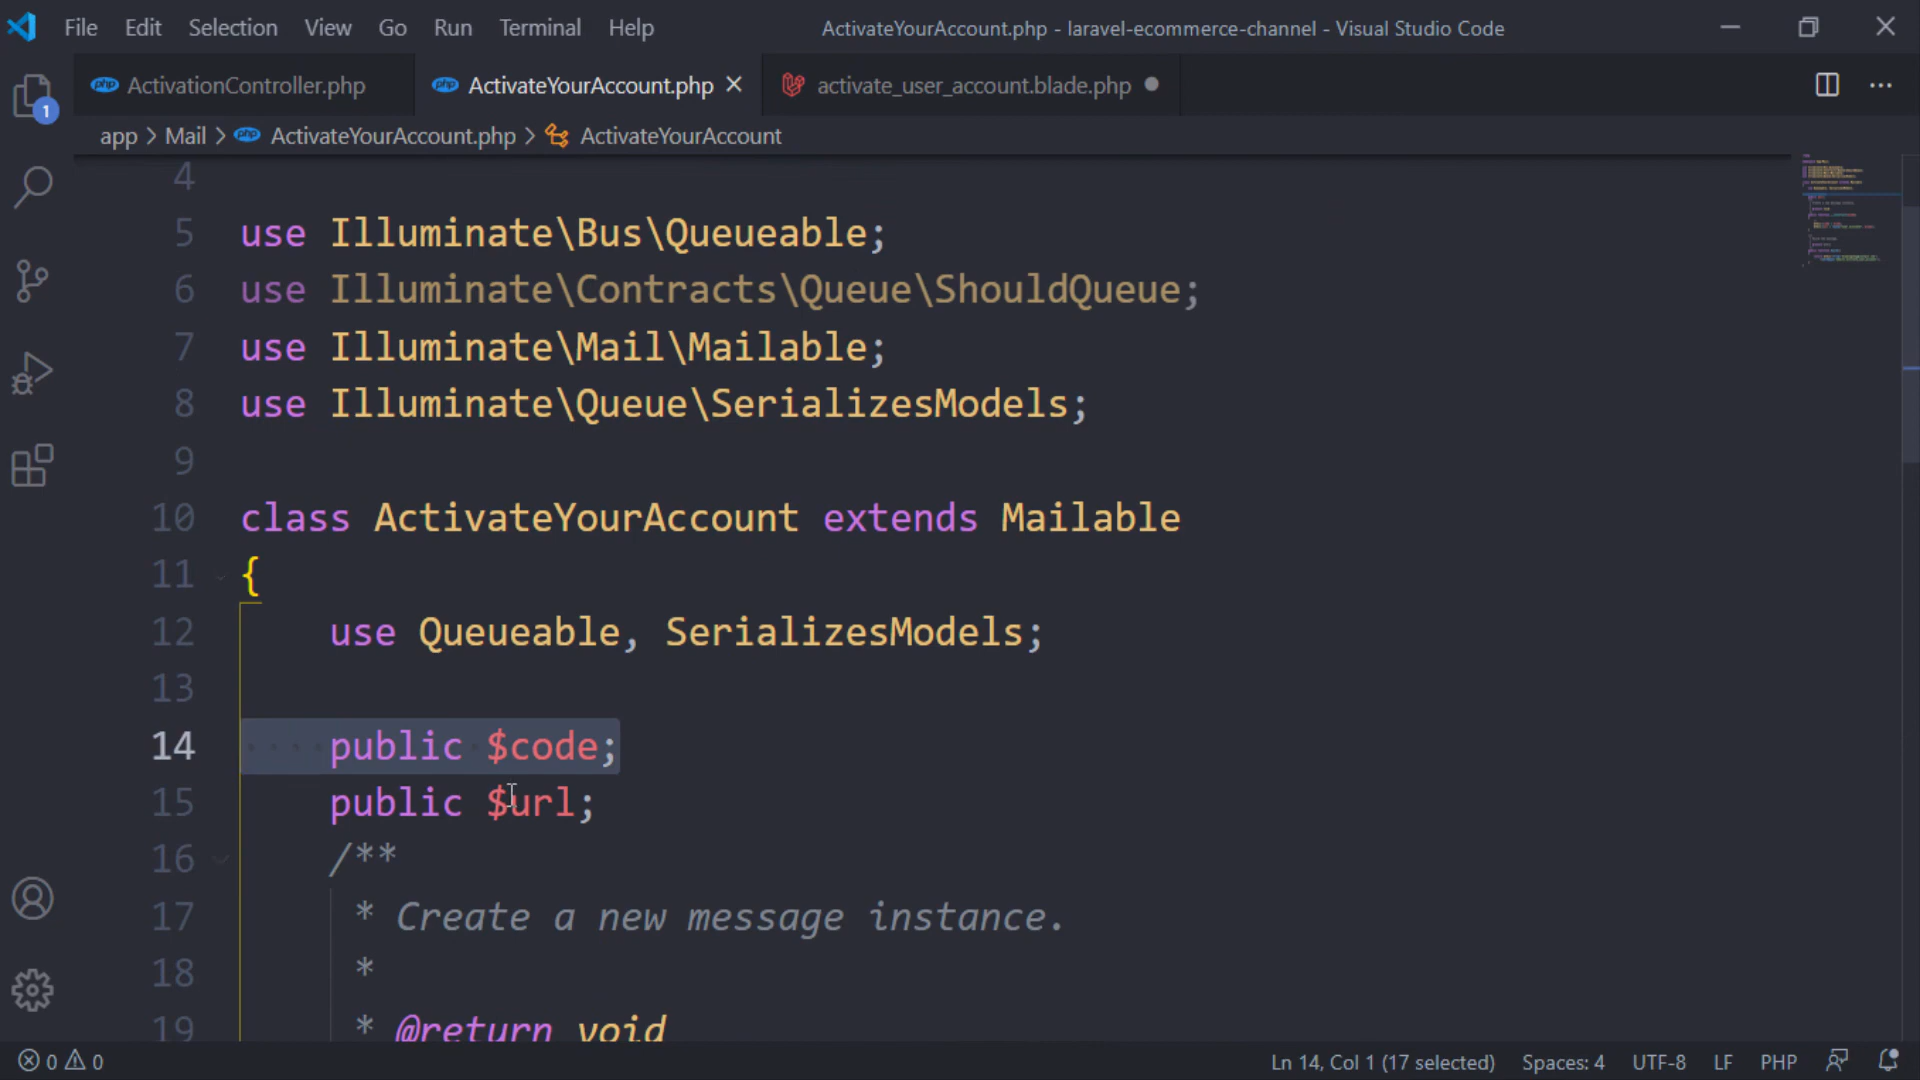 File Edit Selection View Go Run Terminal Help
ActivateYourAccount.php - laravel-ecommerce-channel - Visual Studio Code
php ActivationController.php
php ActivateYourAccount.php
activate_user_account.blade.php
1
app > Mail > php ActivateYourAccount.php > ActivateYourAccount
4
5 use Illuminate\Bus\Queueable;
6 use Illuminate\Contracts\Queue\ShouldQueue;
7 use Illuminate\Mail\Mailable;
8 use Illuminate\Queue\SerializesModels;
9
10 class ActivateYourAccount extends Mailable
11 {
12 use Queueable, SerializesModels;
13
14 public $code;
15 public $url;
16 /**
17 * Create a new message instance.
18 *
19 * @return void
0 0
Ln 14, Col 1 (17 selected) Spaces: 4 UTF-8 LF PHP